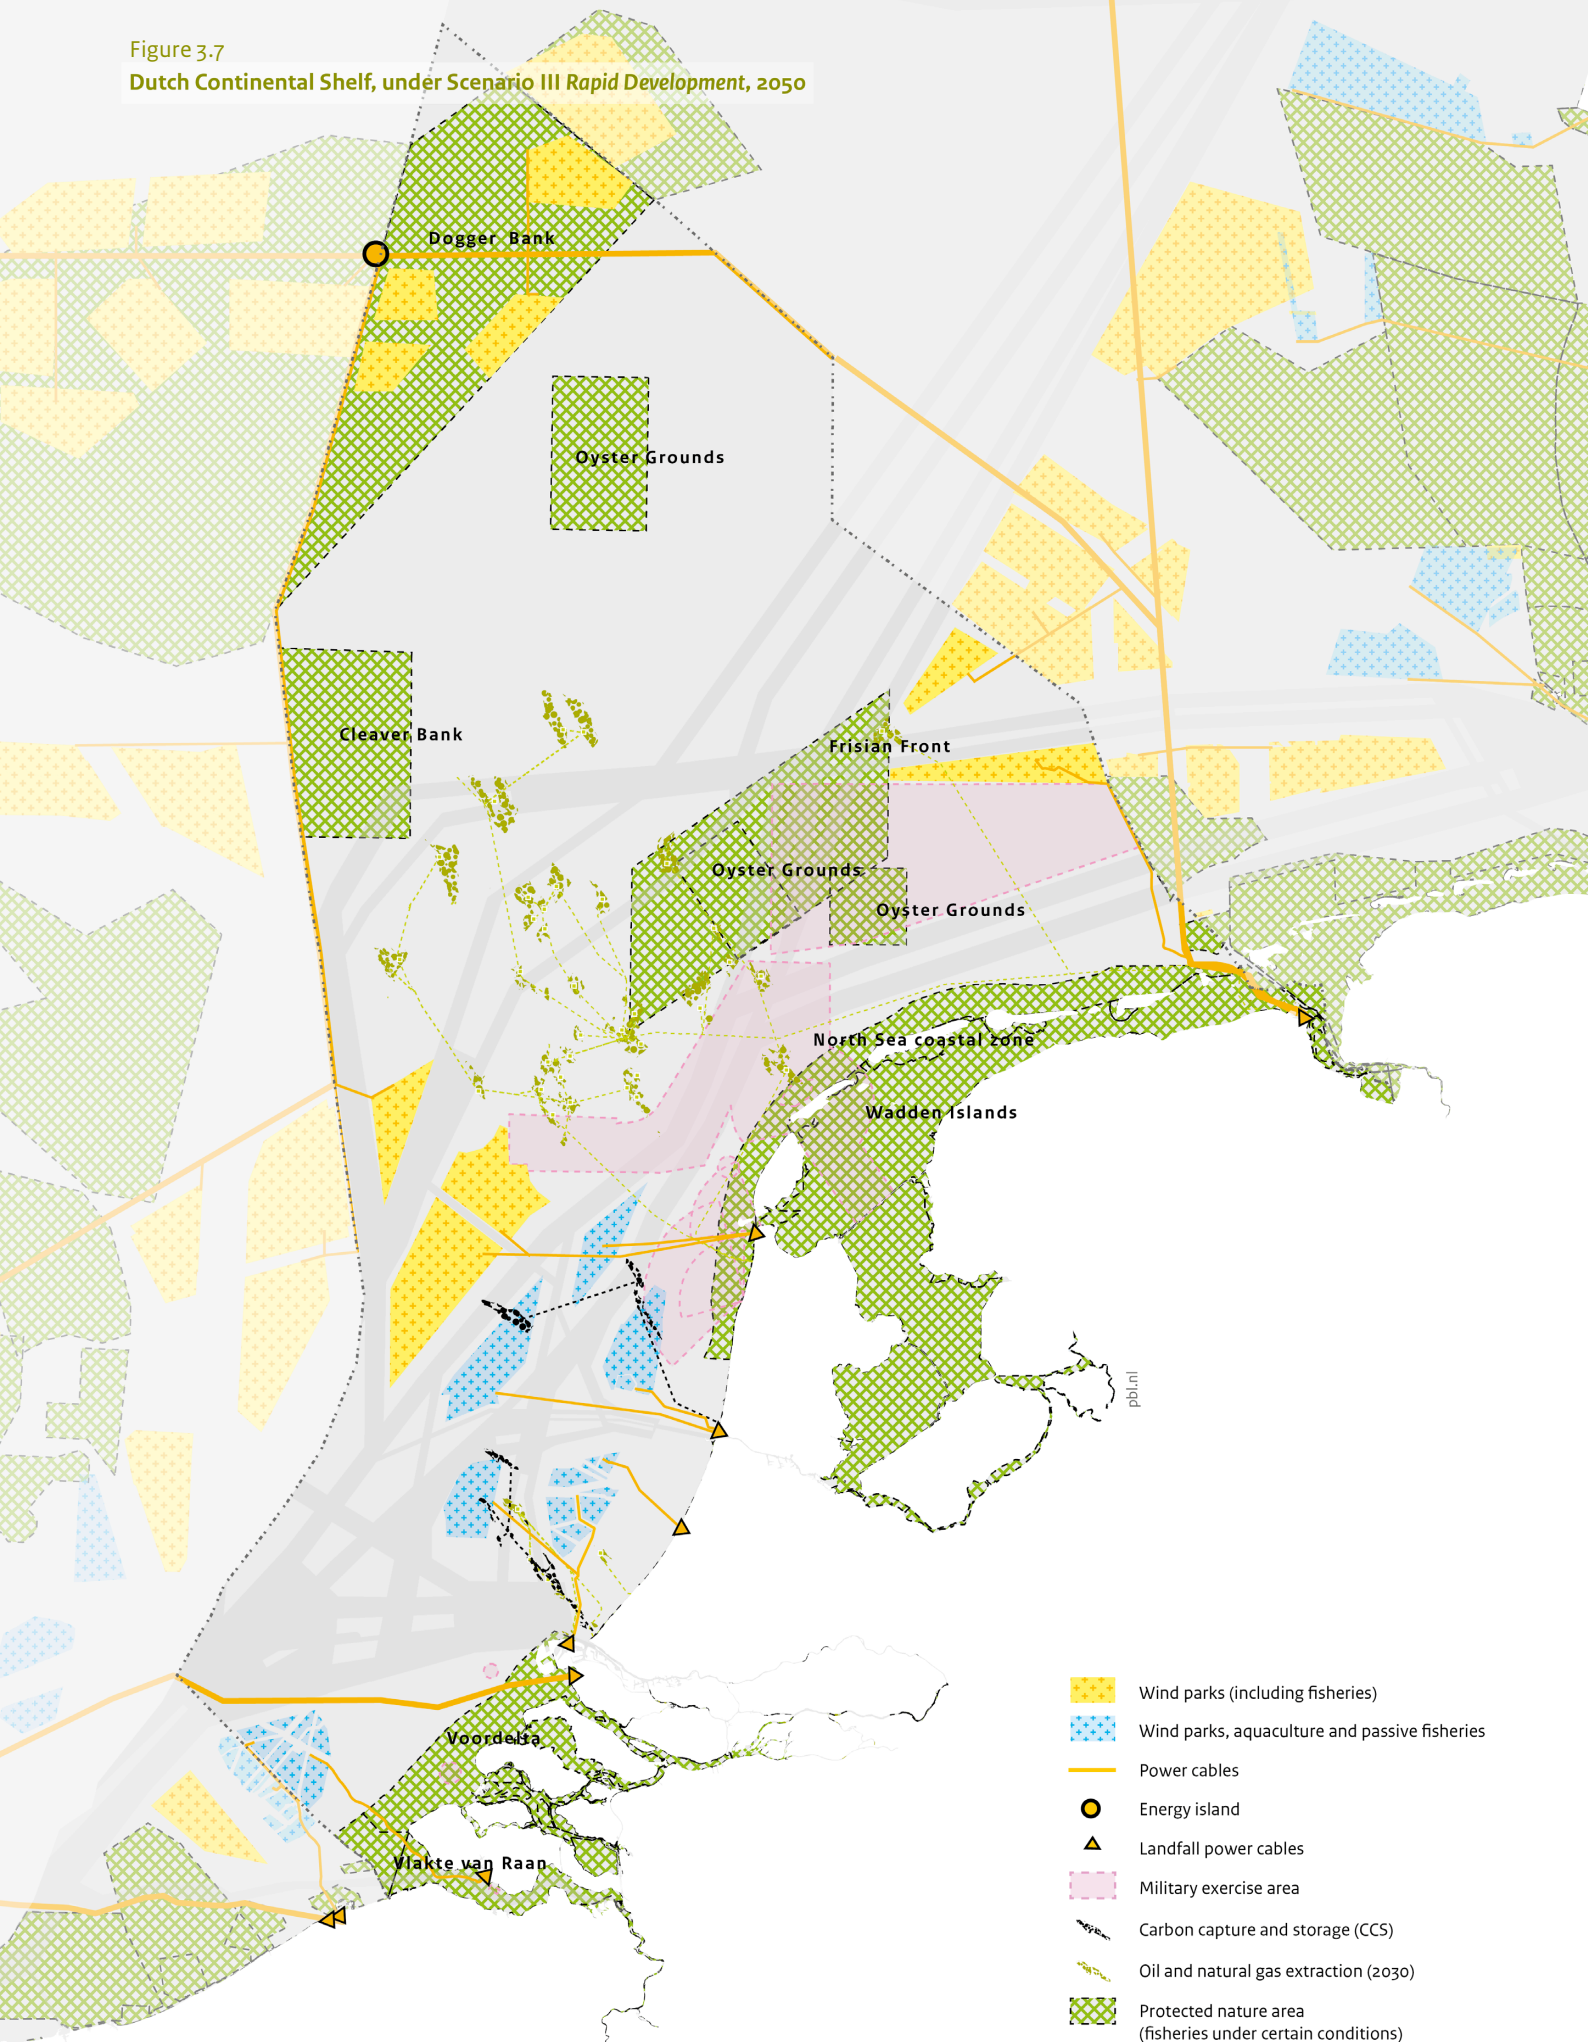 Figure 3.7
Dutch Continental Shelf, under Scenario III Rapid Development, 2050
Dogger Bank
Oyster Grounds
Cleaver Bank
Frisian Front
Oyster Grounds
Oyster Grounds
North Sea coastal zone
Wadden Islands
pbl.nl
Voordelta
Vlakte van Raan
Wind parks (including fisheries)
Wind parks, aquaculture and passive fisheries
Power cables
Energy island
Landfall power cables
Military exercise area
Carbon capture and storage (CCS)
Oil and natural gas extraction (2030)
Protected nature area
(fisheries under certain conditions)